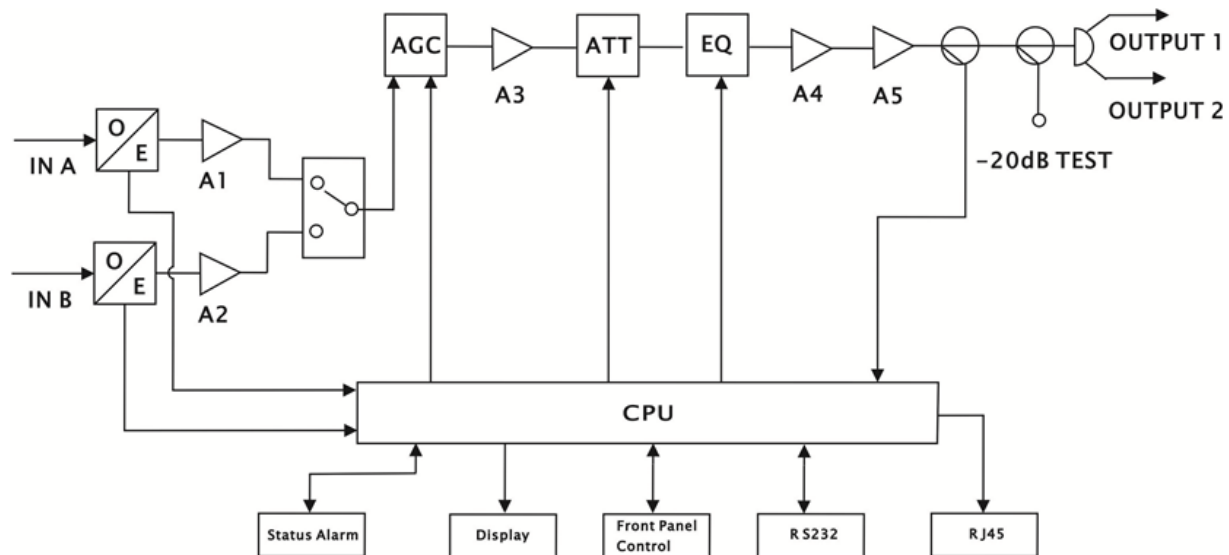 AGC
A3
ATT
EQ
A4
A5
OUTPUT 1
OUTPUT 2
-20dB TEST
O
E
IN A
A1
O
E
IN B
A2
CPU
Status Alarm
Display
Front Panel
Control
RS232
RJ45